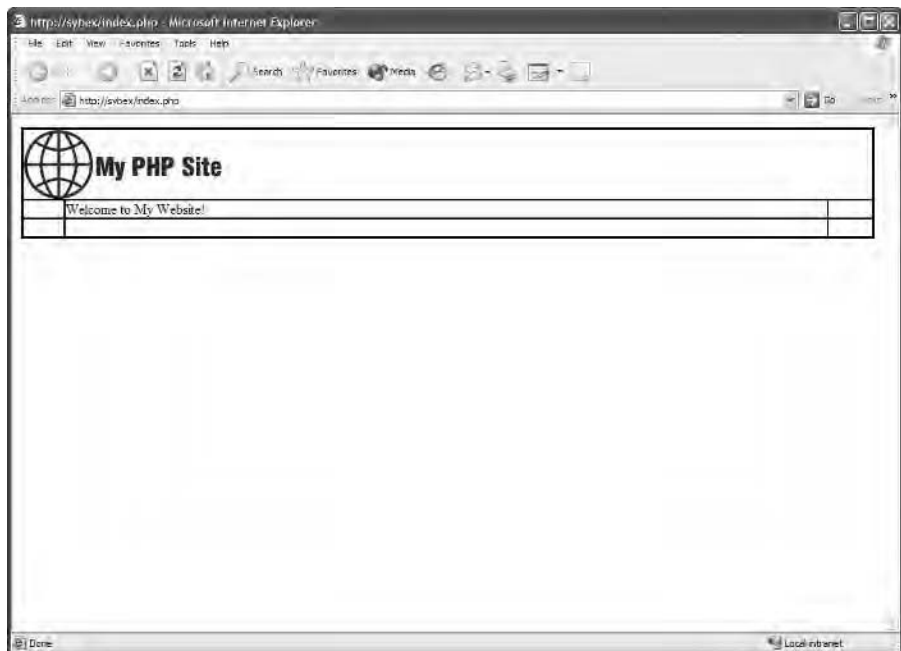 http://sybex/index.php - Microsoft Internet Explorer
File Edit View Favorites Tools Help
Search Favorites Media
http://sybex/index.php Go
My PHP Site
Welcome to My Website!
Done Local intranet